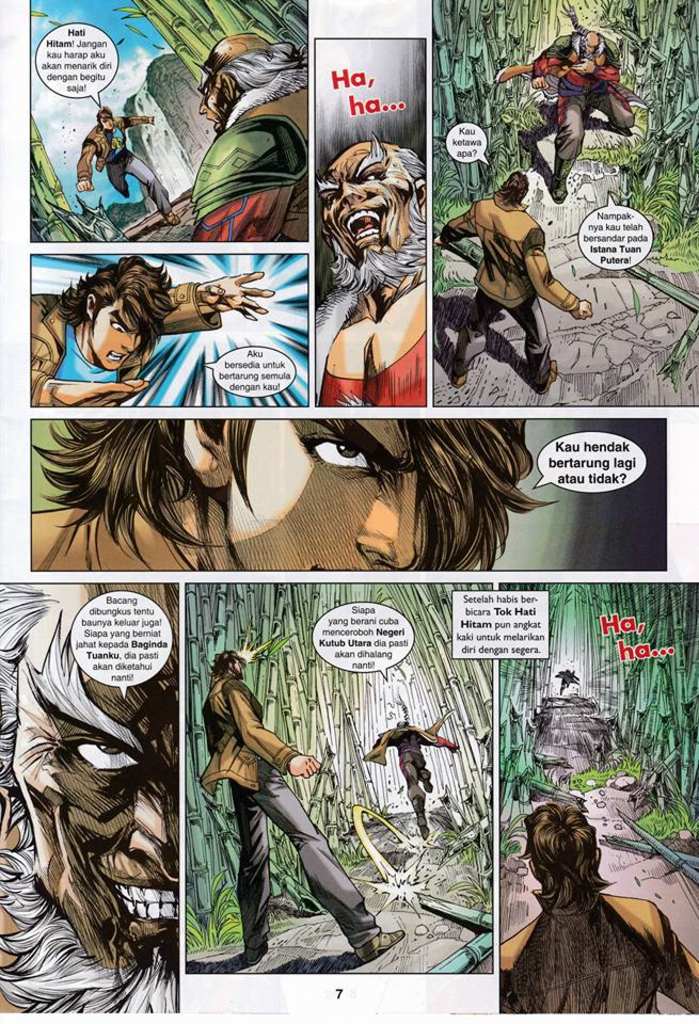 Hati
Hitam! Jangan
kau harap aku
akan menarik diri
dengan begitu
saja!
Ha,
ha...
Kau
ketawa
apa?
Nampak-
nya kau telah
bersandar pada
Istana Tuan
Putera!
Aku
bersedia untuk
bertarung semula
dengan kau!
Kau hendak
bertarung lagi
atau tidak?
Bacang
dibungkus tentu
baunya keluar juga!
Siapa yang berniat
jahat kepada Baginda
Tuanku, dia pasti
akan diketahui
nanti!
Siapa
yang berani cuba
menceroboh Negeri
Kutub Utara dia pasti
akan dihalang
nanti!
Setelah habis ber-
bicara Tok Hati
Hitam pun angkat
kaki untuk melarikan
diri dengan segera.
Ha,
ha...
7